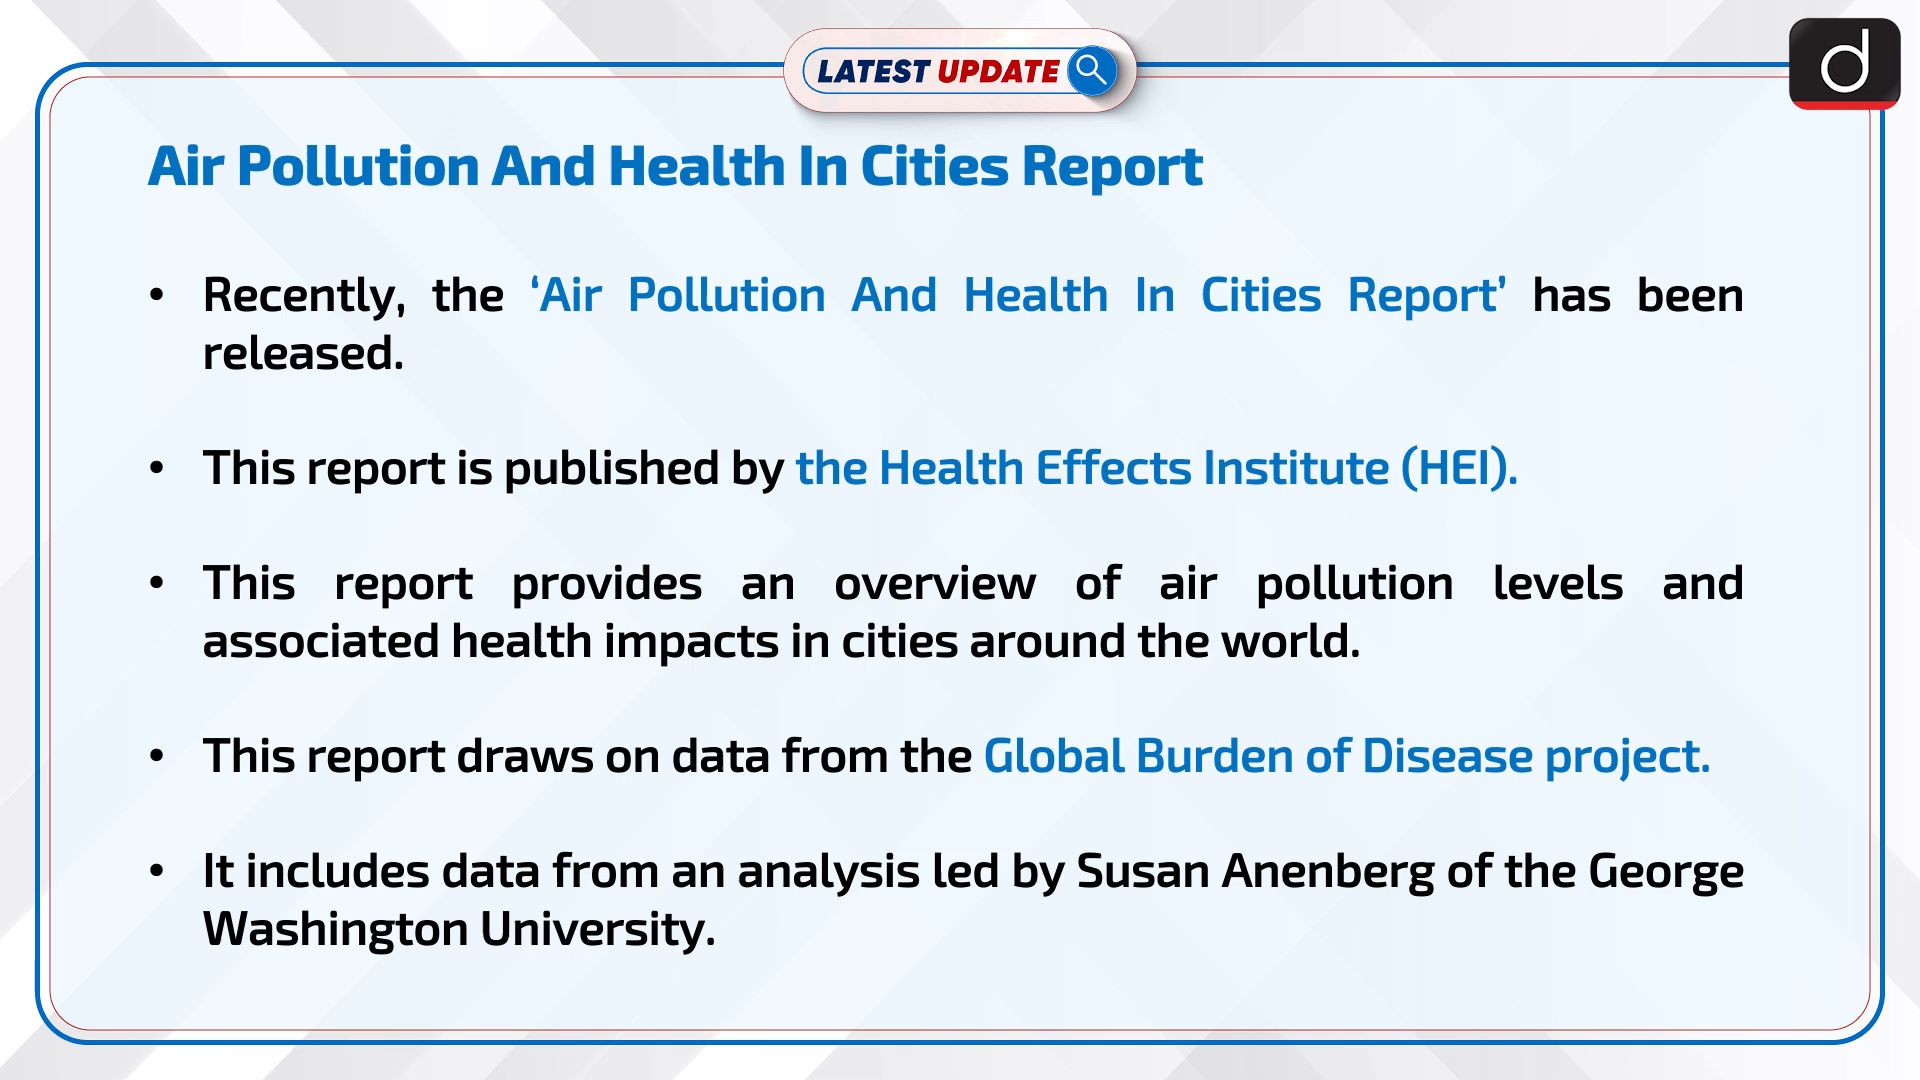 LATEST UPDATE
d
Air Pollution And Health In Cities Report
• Recently, the ‘Air Pollution And Health In Cities Report’ has been
released.
• This report is published by the Health Effects Institute (HEI).
• This report provides an overview of air pollution levels and
associated health impacts in cities around the world.
• This report draws on data from the Global Burden of Disease project.
• It includes data from an analysis led by Susan Anenberg of the George
Washington University.